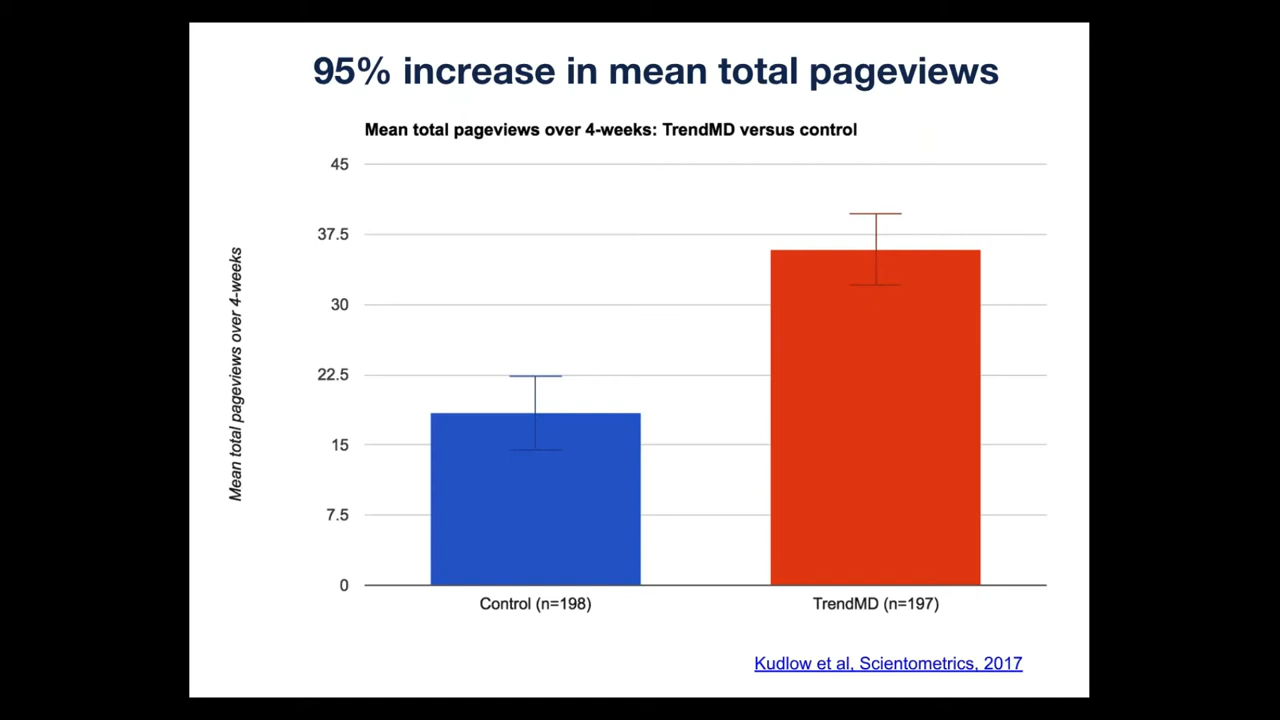 95% increase in mean total pageviews
Mean total pageviews over 4-weeks: TrendMD versus control
Mean total pageviews over 4-weeks
45
37.5
30
22.5
15
7.5
0
Control (n=198)
TrendMD (n=197)
Kudlow et al, Scientometrics, 2017